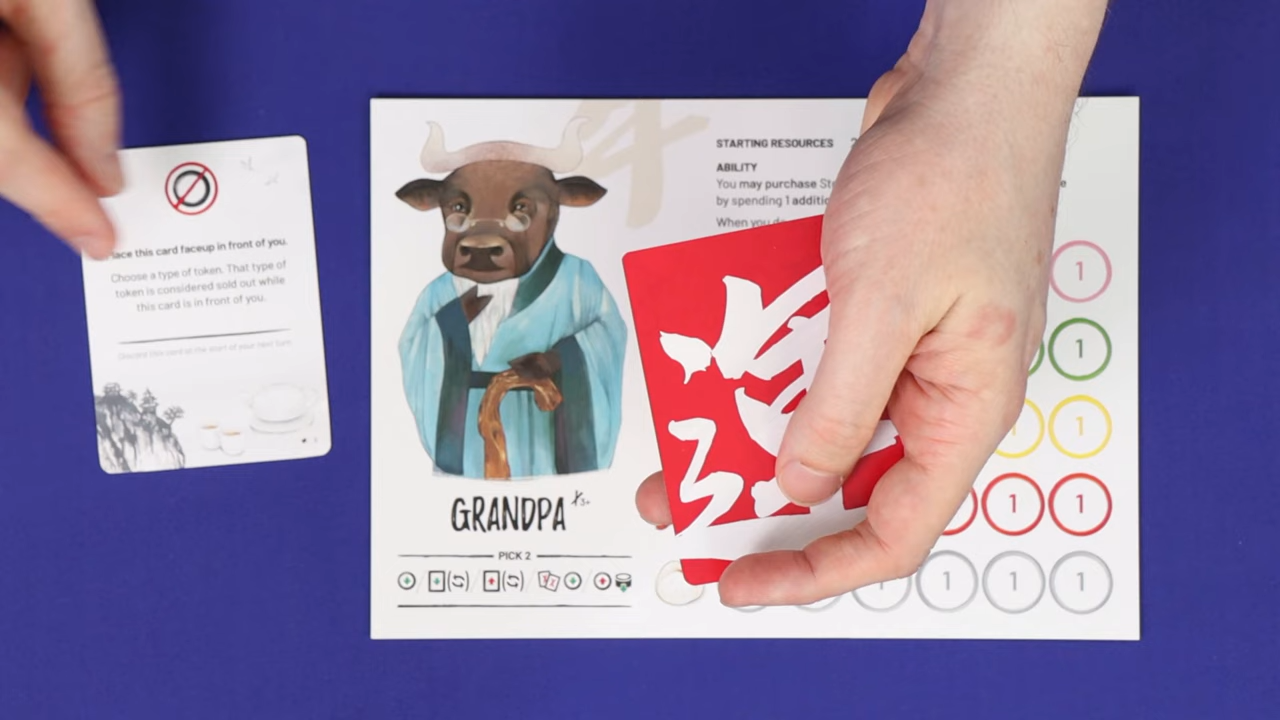 lace this card faceup in front of you.
Choose a type of token. That type of
token is considered sold out while
this card is in front of you.
Discard this card at the start of your next turn.
STARTING RESOURCES
ABILITY
You may purchase
by spending 1
When you
GRANDPA
PICK 2
1
1
1 1
1 1
1 1 1